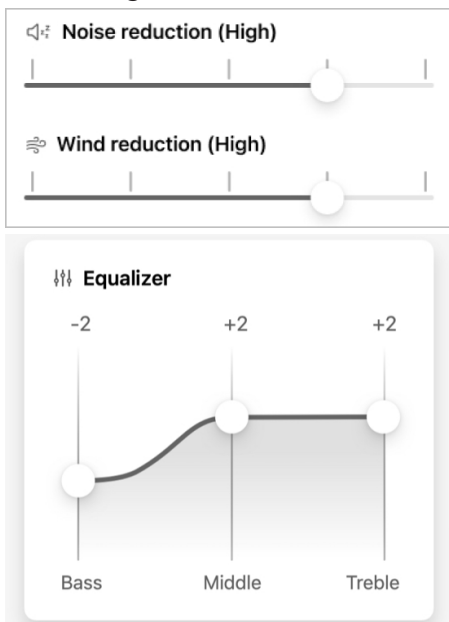 Noise reduction (High)
Wind reduction (High)
Equalizer
-2 +2 +2
Bass Middle Treble